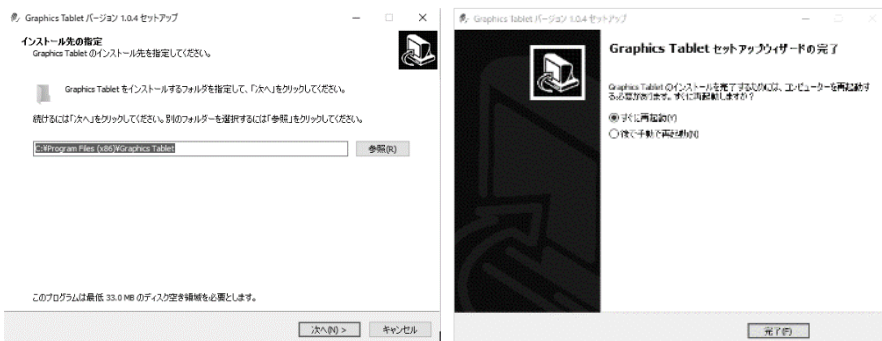 Graphics Tablet バージョン 1.0.4 セットアップ
インストール先の指定
Graphics Tablet のインストール先を指定してください。
Graphics Tablet をインストールするフォルダを指定して、「次へ」をクリックしてください。
続けるには「次へ」をクリックしてください。別のフォルダーを選択するには「参照」をクリックしてください。
C:¥Program Files (x86)¥Graphics Tablet
参照(R)
このプログラムは最低 33.0 MB のディスク空き領域を必要とします。
次へ(N) >
キャンセル
Graphics Tablet バージョン 1.0.4 セットアップ
Graphics Tablet セットアップウィザードの完了
Graphics Tablet のインストールを完了するためには、コンピューターを再起動す
る必要があります。すぐに再起動しますか？
すぐに再起動(Y)
後で手動で再起動(N)
完了(F)